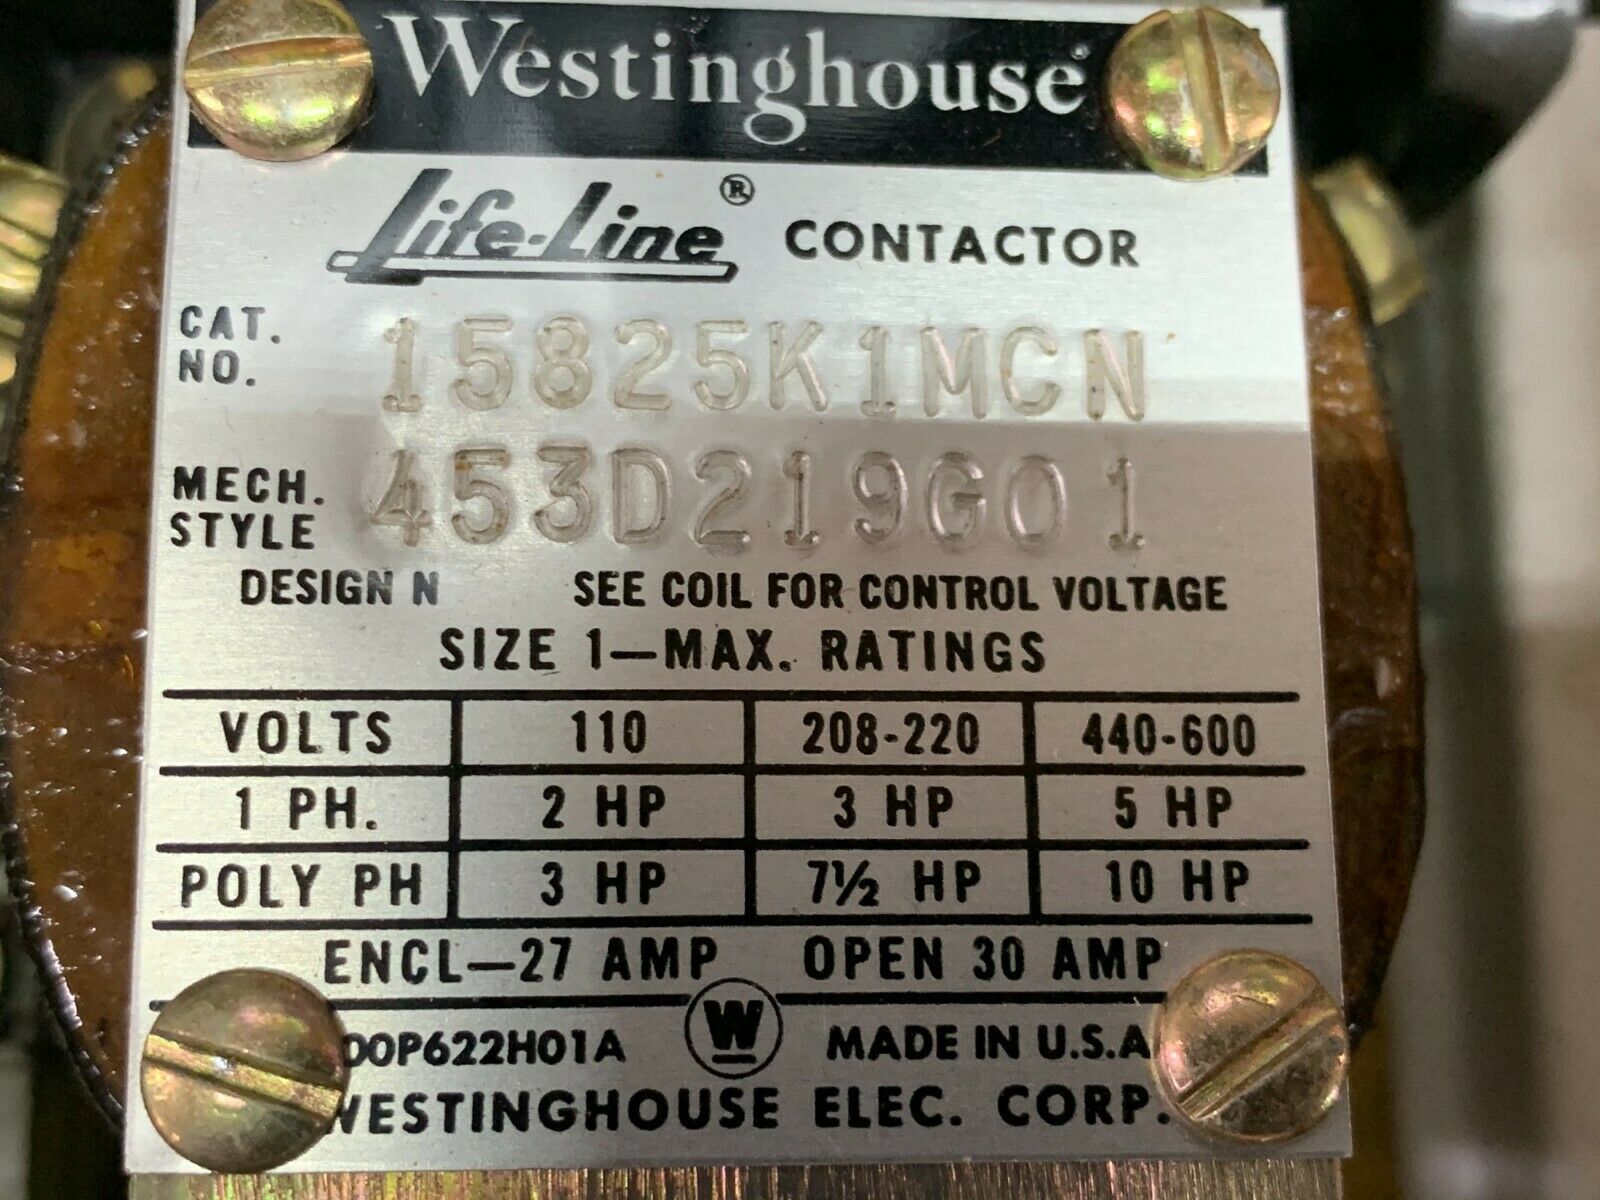 Westinghouse
Life-Line® CONTACTOR
CAT. NO. 15825K1MCN
MECH. STYLE 453D219G01
DESIGN N SEE COIL FOR CONTROL VOLTAGE
SIZE 1—MAX. RATINGS
VOLTS 110 208-220 440-600
1 PH. 2 HP 3 HP 5 HP
POLY PH 3 HP 7½ HP 10 HP
ENCL—27 AMP OPEN 30 AMP
00P622H01A W MADE IN U.S.A
WESTINGHOUSE ELEC. CORP.